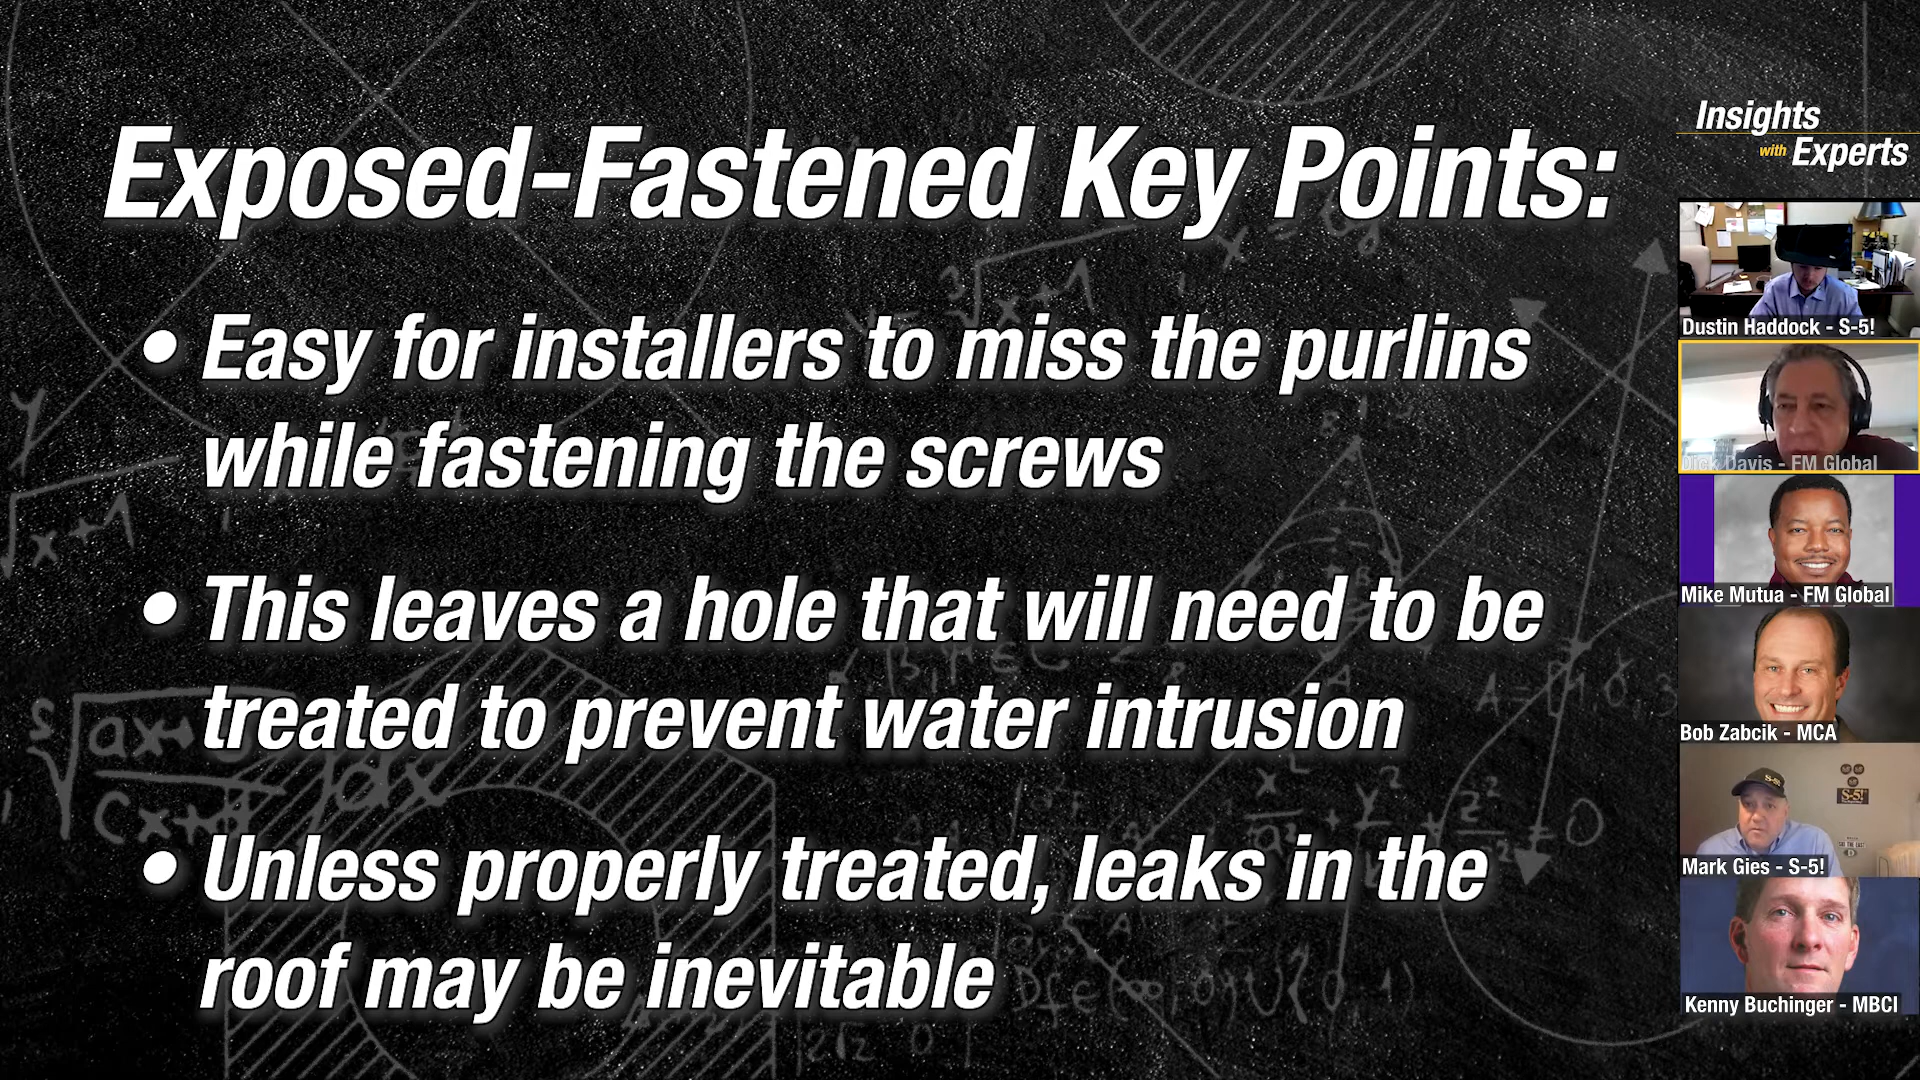 Exposed-Fastened Key Points:
• Easy for installers to miss the purlins
while fastening the screws
• This leaves a hole that will need to be
treated to prevent water intrusion
• Unless properly treated, leaks in the
roof may be inevitable
Insights
with Experts
Dustin Haddock - S-5!
Dick Davis - FM Global
Mike Mutua - FM Global
Bob Zabcik - MCA
S-5!
S-5!
Mark Gies - S-5!
Kenny Buchinger - MBCI